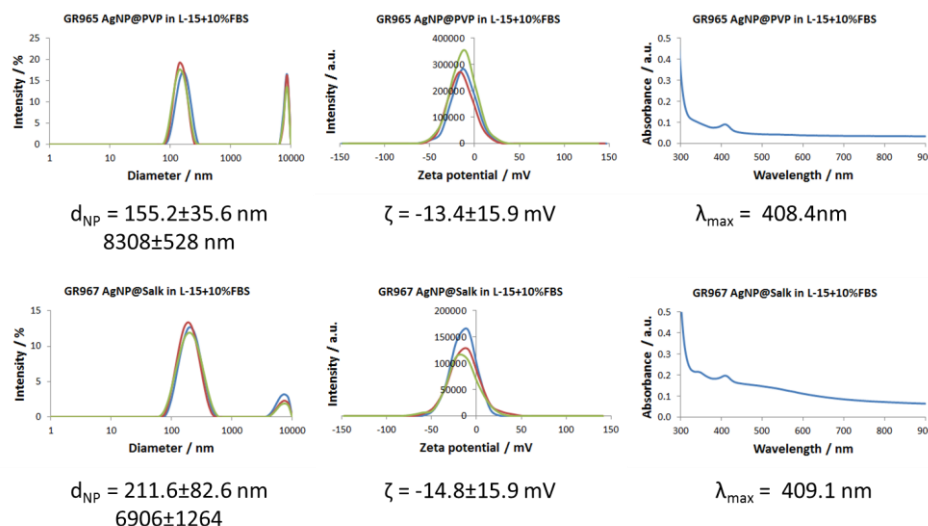 GR965 AgNP@PVP in L-15+10%FBS
GR965 AgNP@PVP in L-15+10%FBS
GR965 AgNP@PVP in L-15+10%FBS
Intensity / %
25
20
15
10
5
0
1 10 100 1000 10000
Diameter / nm
Intensity / a.u.
400000
300000
200000
100000
0
-150 -100 -50 0 50 100 150
Zeta potential / mV
Absorbance / a.u.
0.5
0.4
0.3
0.2
0.1
0
300 400 500 600 700 800 900
Wavelength / nm
dNP = 155.2±35.6 nm
8308±528 nm
ζ = -13.4±15.9 mV
λmax = 408.4nm
GR967 AgNP@Salk in L-15+10%FBS
GR967 AgNP@Salk in L-15+10%FBS
GR967 AgNP@Salk in L-15+10%FBS
Intensity / %
15
10
5
0
1 10 100 1000 10000
Diameter / nm
Intensity / a.u.
200000
150000
100000
50000
0
-150 -100 -50 0 50 100 150
Zeta potential / mV
Absorbance / a.u.
0.5
0.4
0.3
0.2
0.1
0.0
300 400 500 600 700 800 900
Wavelength / nm
dNP = 211.6±82.6 nm
6906±1264
ζ = -14.8±15.9 mV
λmax = 409.1 nm